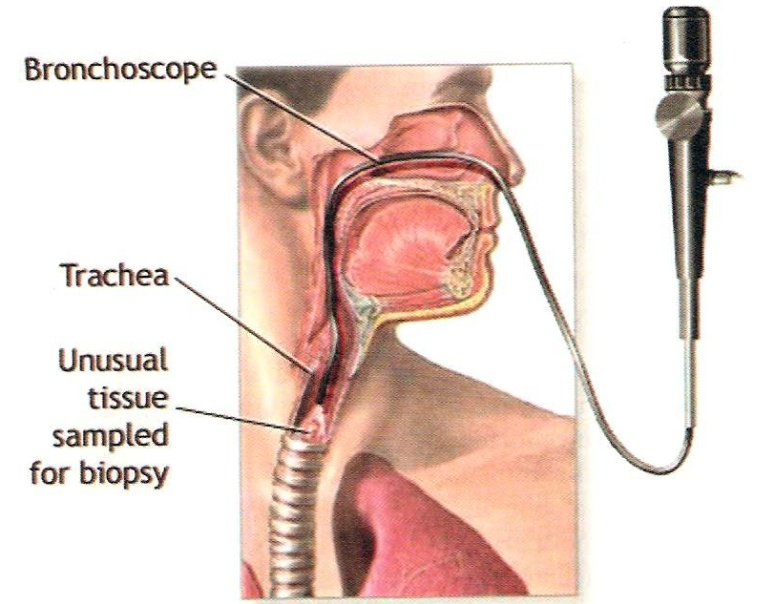 Bronchoscope
Trachea
Unusual
tissue
sampled
for biopsy